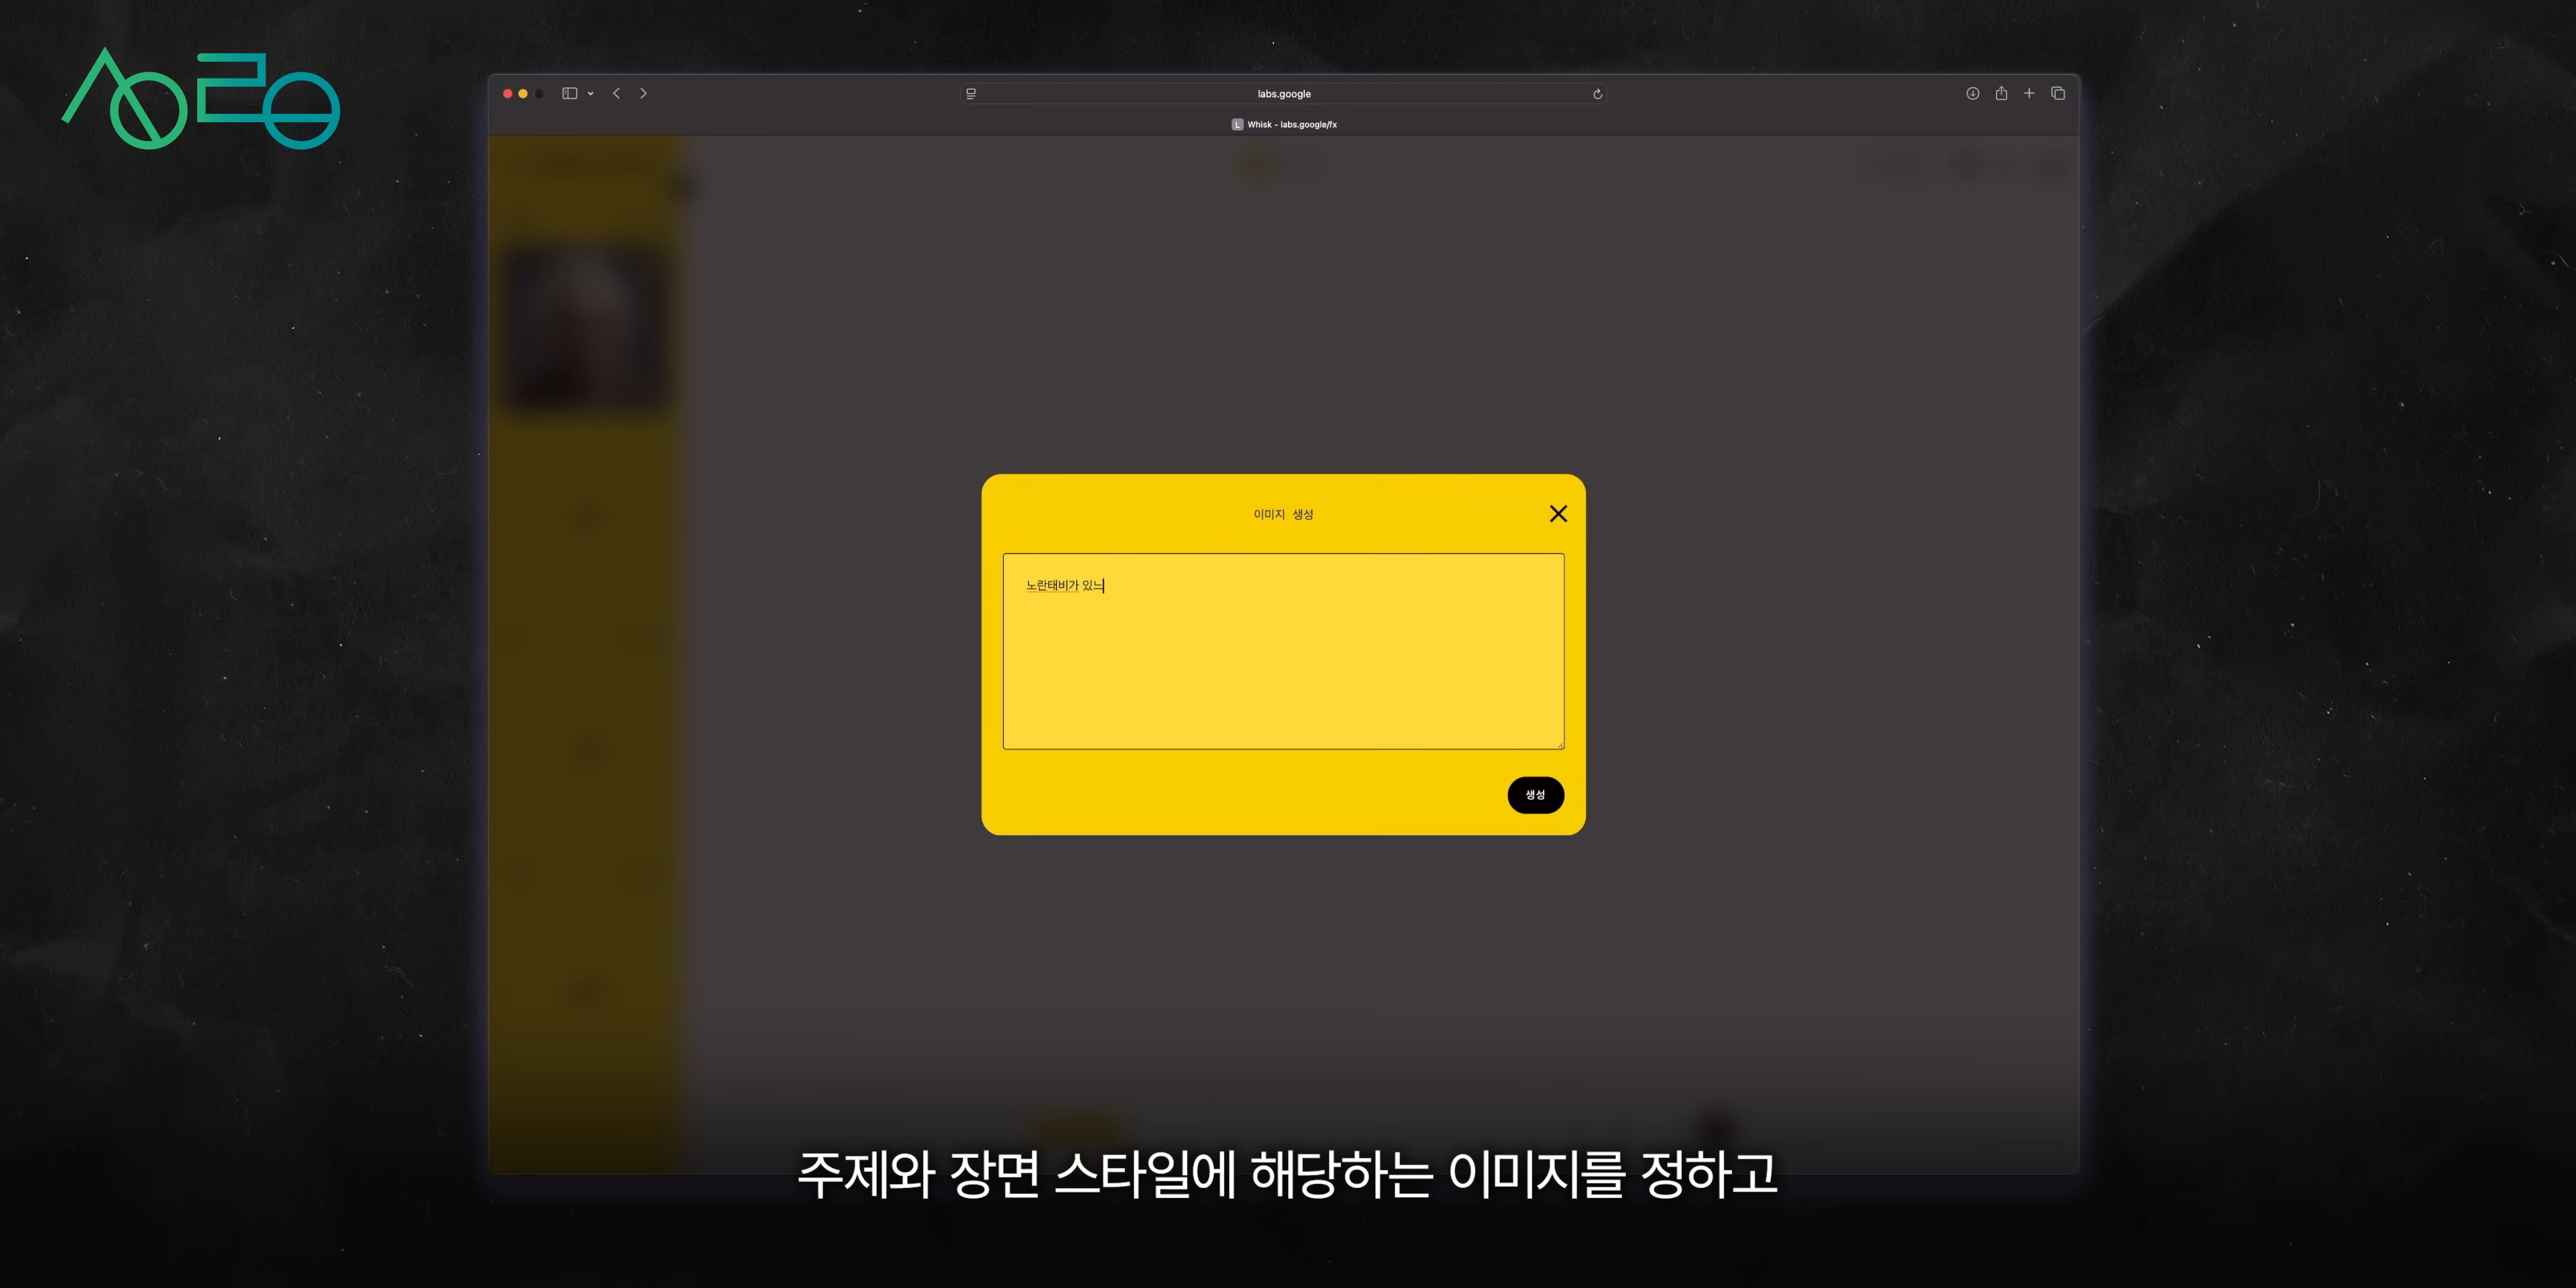 labs.google
L Whisk - labs.google/fx
이미지 생성
노란태비가 있느
생성
주제와 장면 스타일에 해당하는 이미지를 정하고